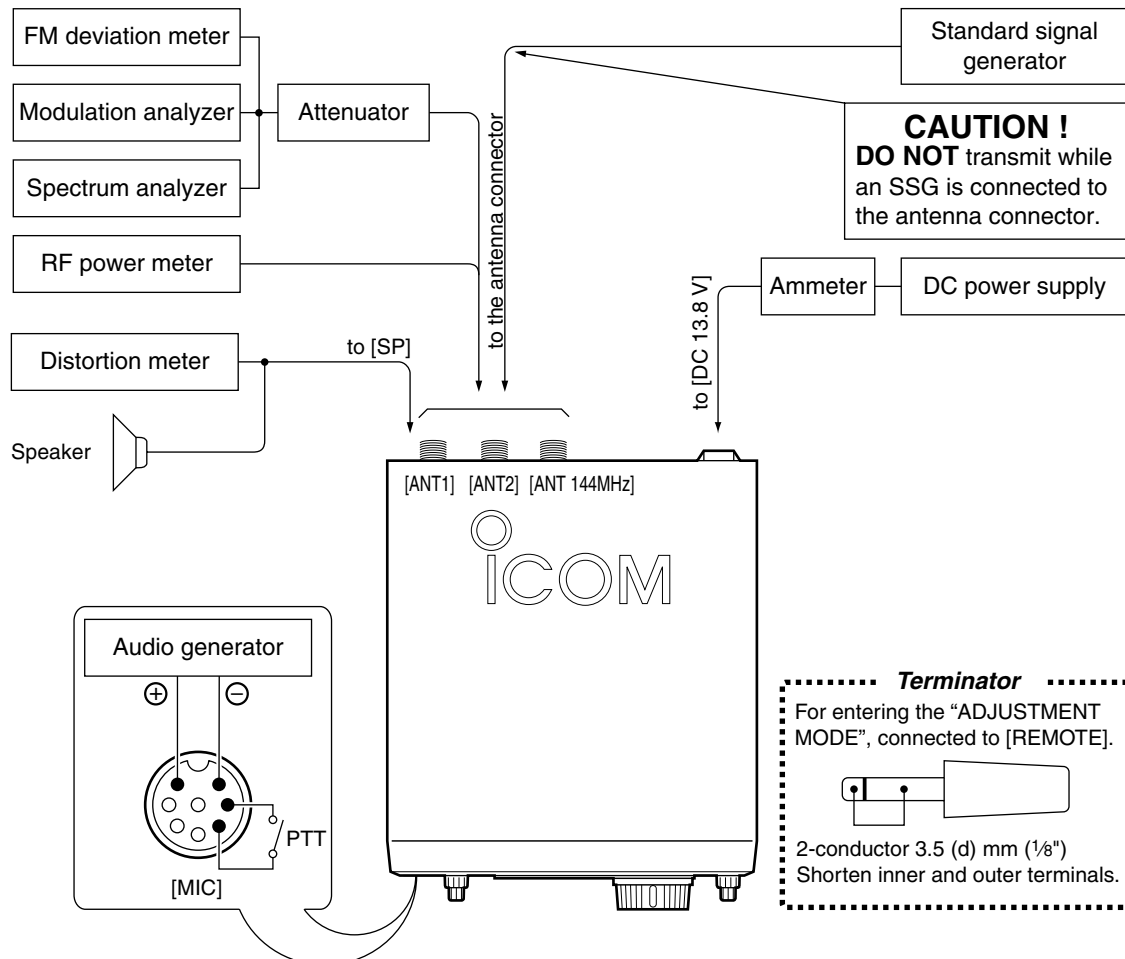 FM deviation meter
Modulation analyzer
Spectrum analyzer
Attenuator
RF power meter
Distortion meter
Speaker
to [SP]
to the antenna connector
Standard signal
generator
CAUTION !
DO NOT transmit while
an SSG is connected to
the antenna connector.
Ammeter
DC power supply
to [DC 13.8 V]
[ANT1] [ANT2] [ANT 144MHz]
ICOM
Audio generator
+ −
PTT
[MIC]
Terminator
For entering the “ADJUSTMENT
MODE”, connected to [REMOTE].
2-conductor 3.5 (d) mm (1/8")
Shorten inner and outer terminals.